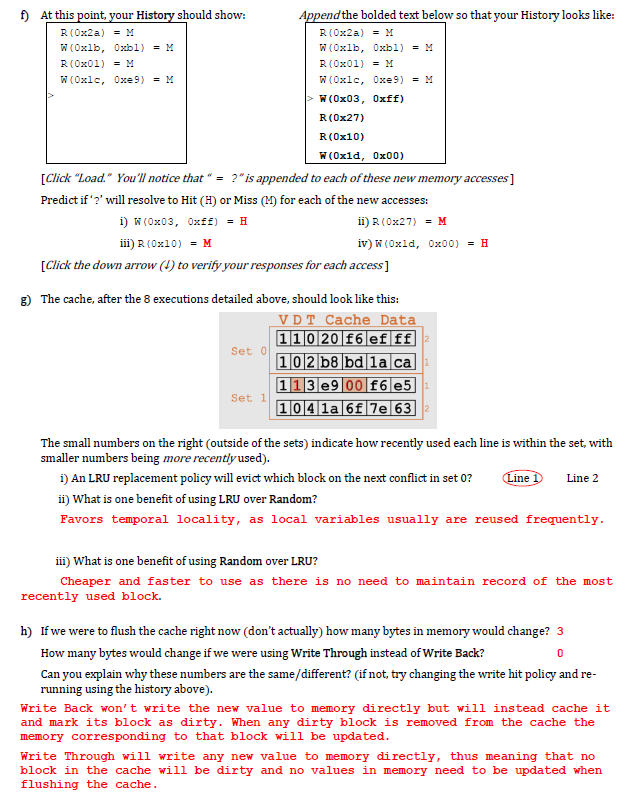 f) At this point, your History should show:
Append the bolded text below so that your History looks like:
R(0x2a) = M
W(0x1b, 0xb1) = M
R(0x01) = M
W(0x1c, 0xe9) = M
>
R(0x2a) = M
W(0x1b, 0xb1) = M
R(0x01) = M
W(0x1c, 0xe9) = M
> W(0x03, 0xff)
R(0x27)
R(0x10)
W(0x1d, 0x00)
[Click "Load." You'll notice that " = ?" is appended to each of these new memory accesses]
Predict if '?' will resolve to Hit (H) or Miss (M) for each of the new accesses:
i) W(0x03, 0xff) = H
ii) R(0x27) = M
iii) R(0x10) = M
iv) W(0x1d, 0x00) = H
[Click the down arrow (↓) to verify your responses for each access]
g) The cache, after the 8 executions detailed above, should look like this:
V D T Cache Data
Set 0
1 1 0 20 f6 ef ff 2
1 0 2 b8 bd 1a ca 1
Set 1
1 1 3 e9 00 f6 e5 1
1 0 4 1a 6f 7e 63 2
The small numbers on the right (outside of the sets) indicate how recently used each line is within the set, with
smaller numbers being more recently used).
i) An LRU replacement policy will evict which block on the next conflict in set 0? Line 1 Line 2
ii) What is one benefit of using LRU over Random?
Favors temporal locality, as local variables usually are reused frequently.
iii) What is one benefit of using Random over LRU?
Cheaper and faster to use as there is no need to maintain record of the most
recently used block.
h) If we were to flush the cache right now (don't actually) how many bytes in memory would change? 3
How many bytes would change if we were using Write Through instead of Write Back? 0
Can you explain why these numbers are the same/different? (if not, try changing the write hit policy and re-
running using the history above).
Write Back won't write the new value to memory directly but will instead cache it
and mark its block as dirty. When any dirty block is removed from the cache the
memory corresponding to that block will be updated.
Write Through will write any new value to memory directly, thus meaning that no
block in the cache will be dirty and no values in memory need to be updated when
flushing the cache.